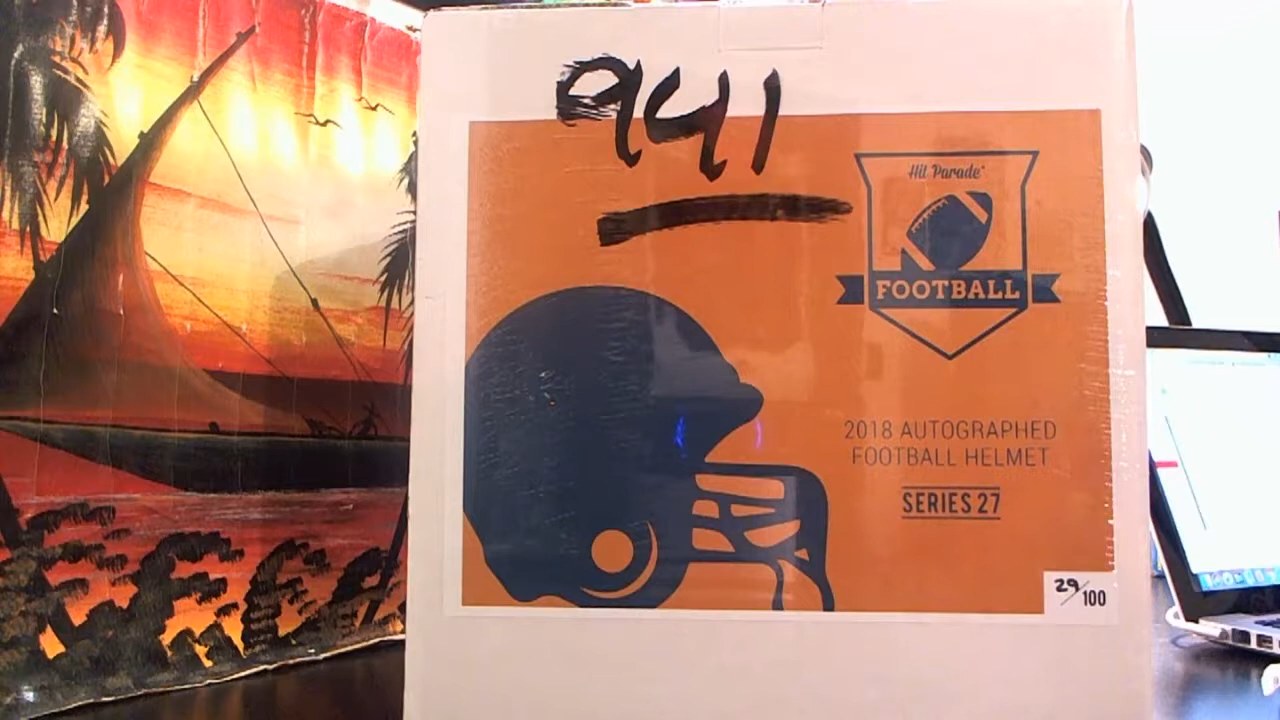 941
Hit Parade
FOOTBALL
2018 AUTOGRAPHED
FOOTBALL HELMET
SERIES 27
29/100